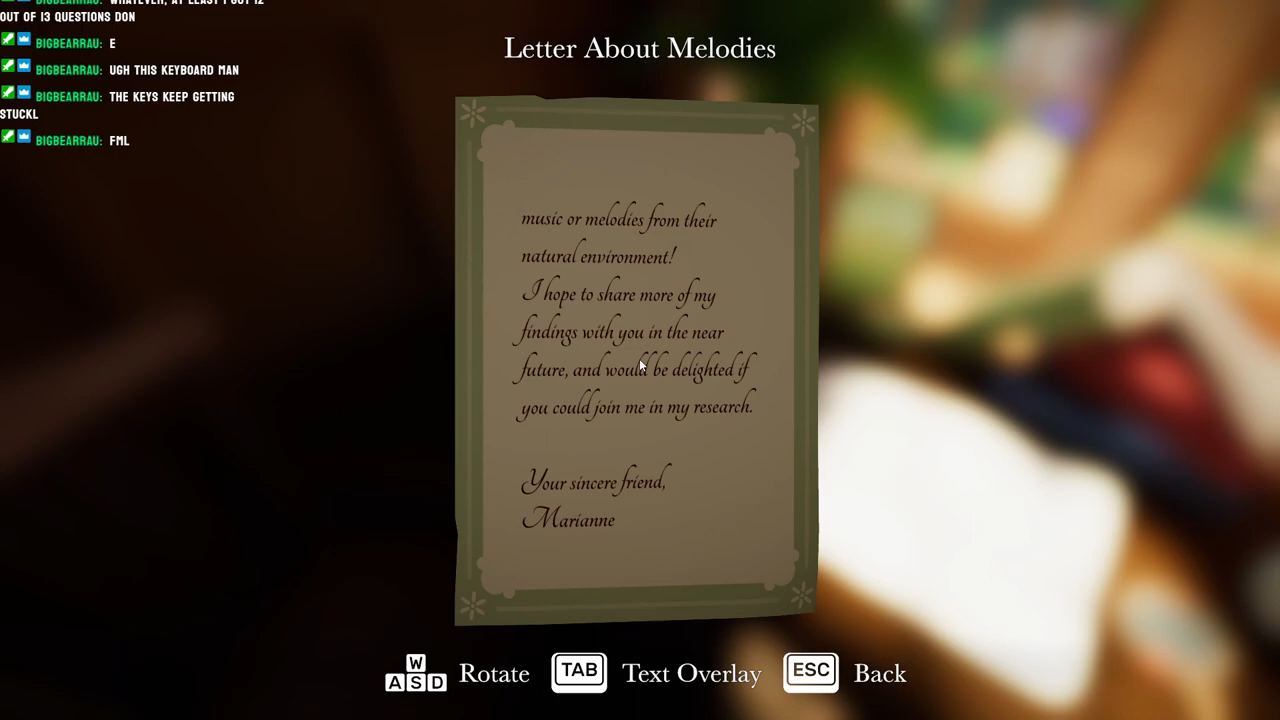 BIGBEARRAU: WHATEVER, AT LEAST I GOT 12
OUT OF 13 QUESTIONS DON
BIGBEARRAU: E
BIGBEARRAU: UGH THIS KEYBOARD MAN
BIGBEARRAU: THE KEYS KEEP GETTING
STUCKL
BIGBEARRAU: FML
Letter About Melodies
music or melodies from their
natural environment!
I hope to share more of my
findings with you in the near
future, and would be delighted if
you could join me in my research.
Your sincere friend,
Marianne
W
A S D
Rotate
TAB
Text Overlay
ESC
Back